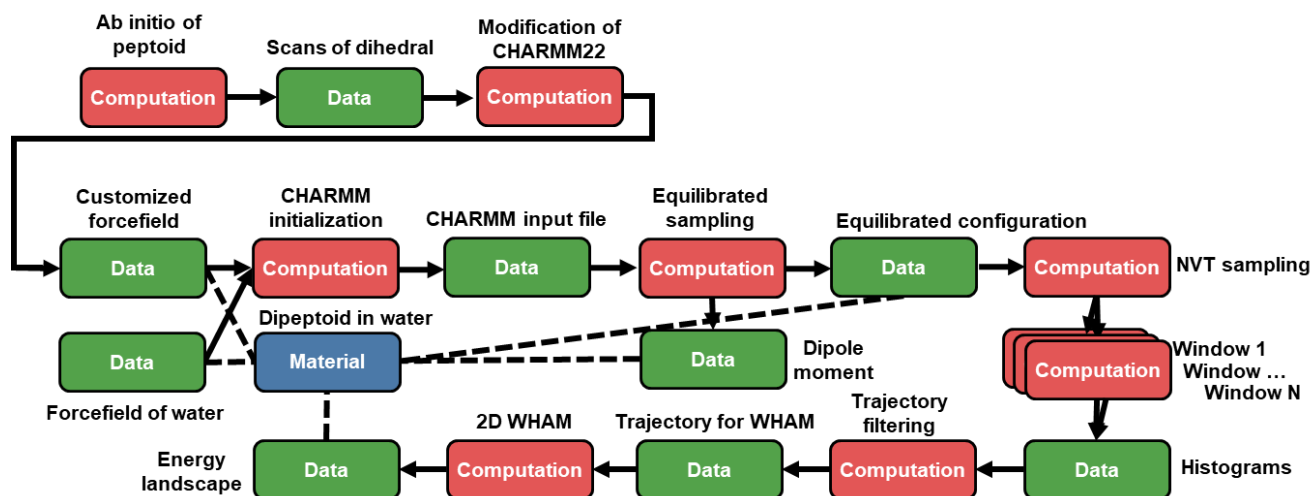 Ab initio of
peptoid
Scans of dihedral
Modification of
CHARMM22
Computation
Data
Computation
Customized
forcefield
CHARMM
initialization
CHARMM input file
Equilibrated
sampling
Equilibrated configuration
Data
Computation
Data
Computation
Data
Computation
NVT sampling
Dipeptoid in water
Data
Material
Data
Dipole
moment
Computation
Window 1
Window ...
Window N
Forcefield of water
2D WHAM
Trajectory for WHAM
Trajectory
filtering
Energy
landscape
Data
Computation
Data
Computation
Data
Histograms